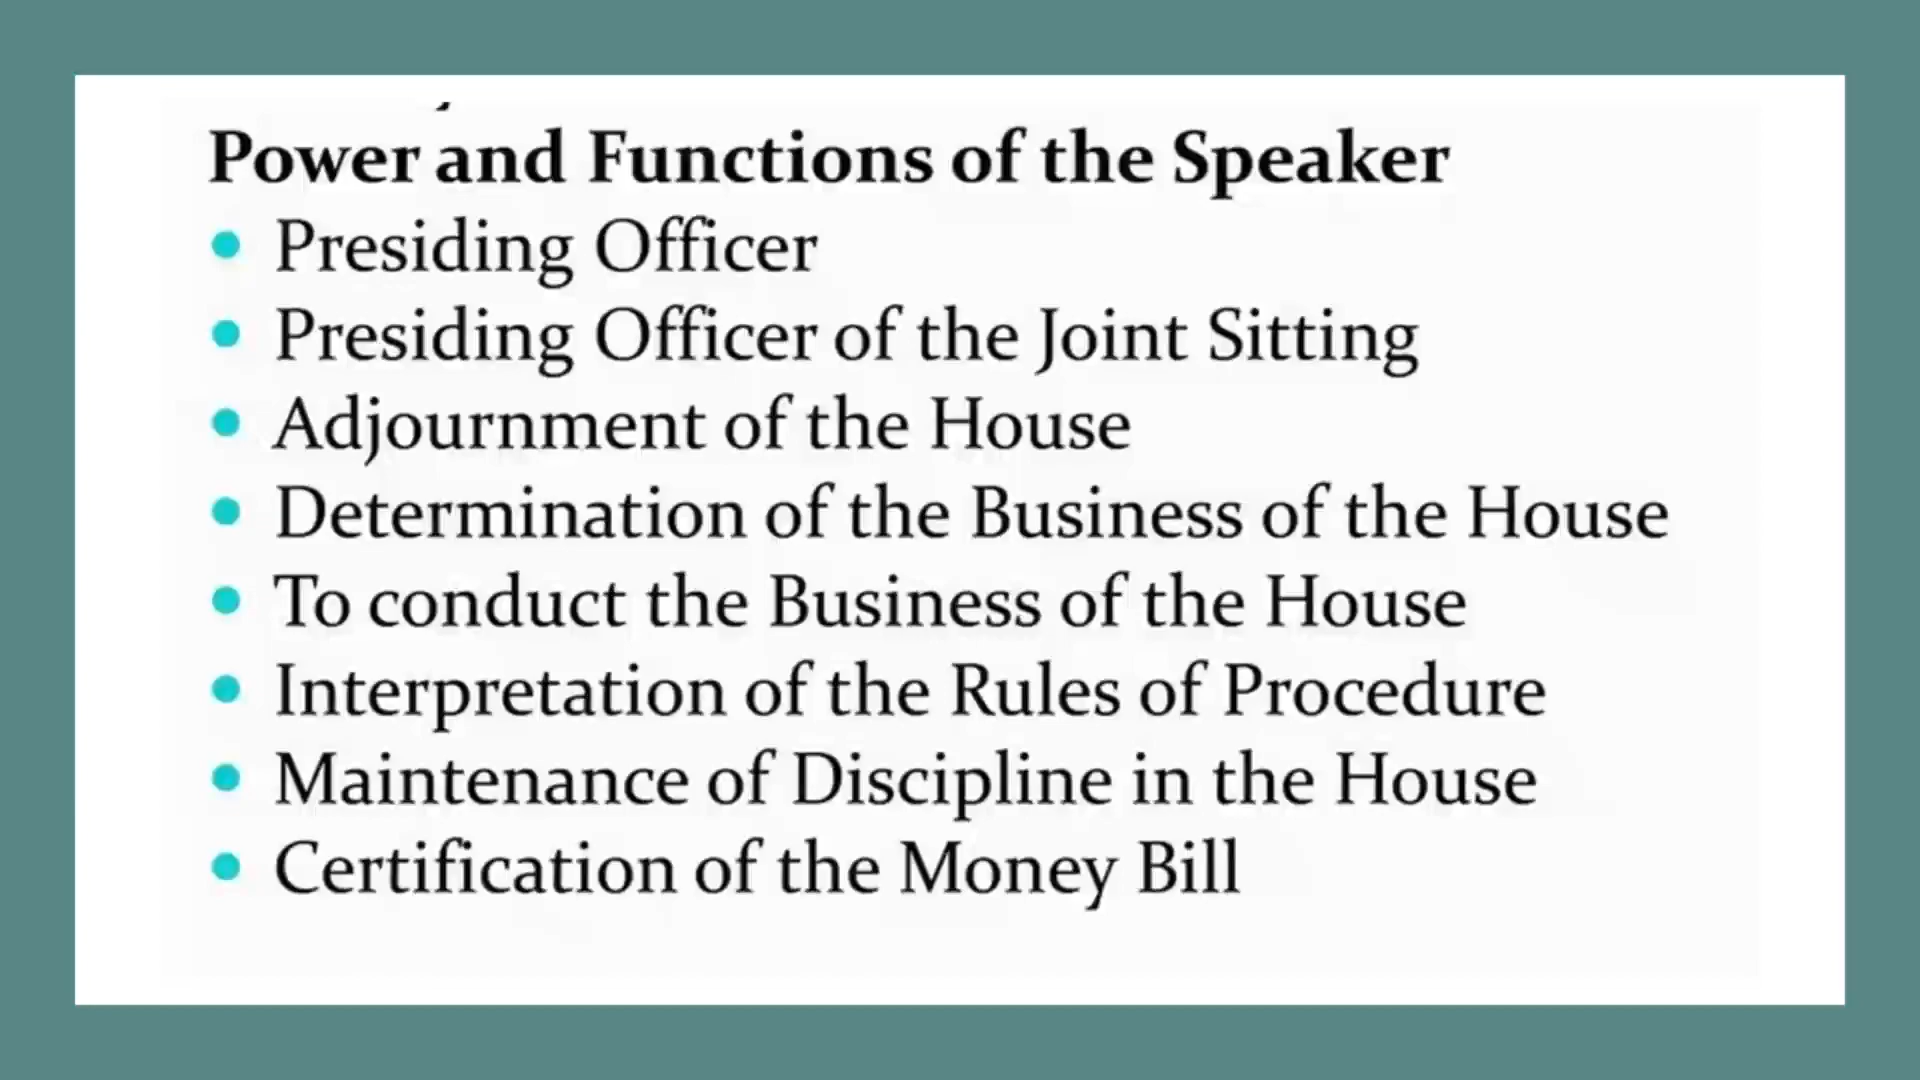 Power and Functions of the Speaker
• Presiding Officer
• Presiding Officer of the Joint Sitting
• Adjournment of the House
• Determination of the Business of the House
• To conduct the Business of the House
• Interpretation of the Rules of Procedure
• Maintenance of Discipline in the House
• Certification of the Money Bill